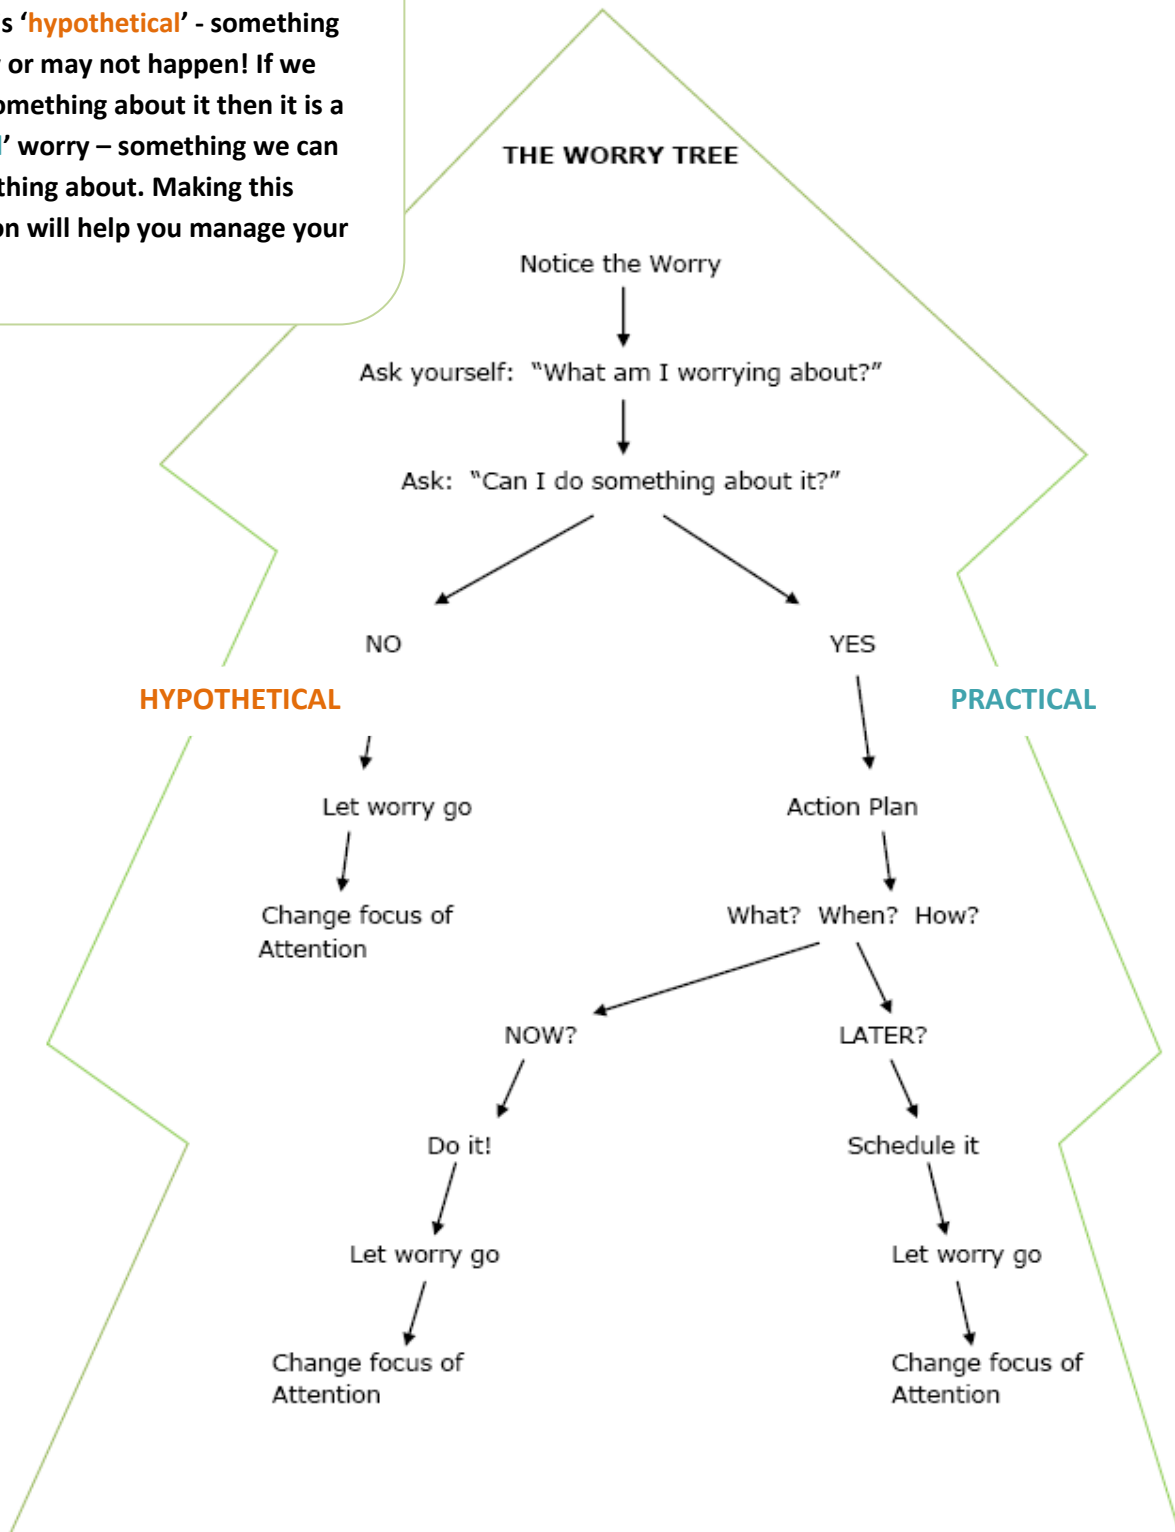 s ‘hypothetical’ - something
or may not happen! If we
omething about it then it is a
’ worry – something we can
thing about. Making this
on will help you manage your
THE WORRY TREE
Notice the Worry
Ask yourself: “What am I worrying about?”
Ask: “Can I do something about it?”
NO
YES
HYPOTHETICAL
PRACTICAL
Let worry go
Action Plan
Change focus of
Attention
What? When? How?
NOW?
LATER?
Do it!
Schedule it
Let worry go
Let worry go
Change focus of
Attention
Change focus of
Attention